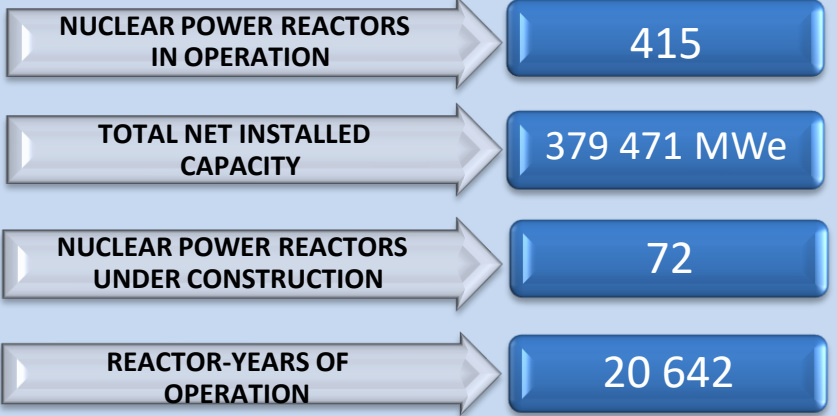 NUCLEAR POWER REACTORS
IN OPERATION
415
TOTAL NET INSTALLED
CAPACITY
379 471 MWe
NUCLEAR POWER REACTORS
UNDER CONSTRUCTION
72
REACTOR-YEARS OF
OPERATION
20 642